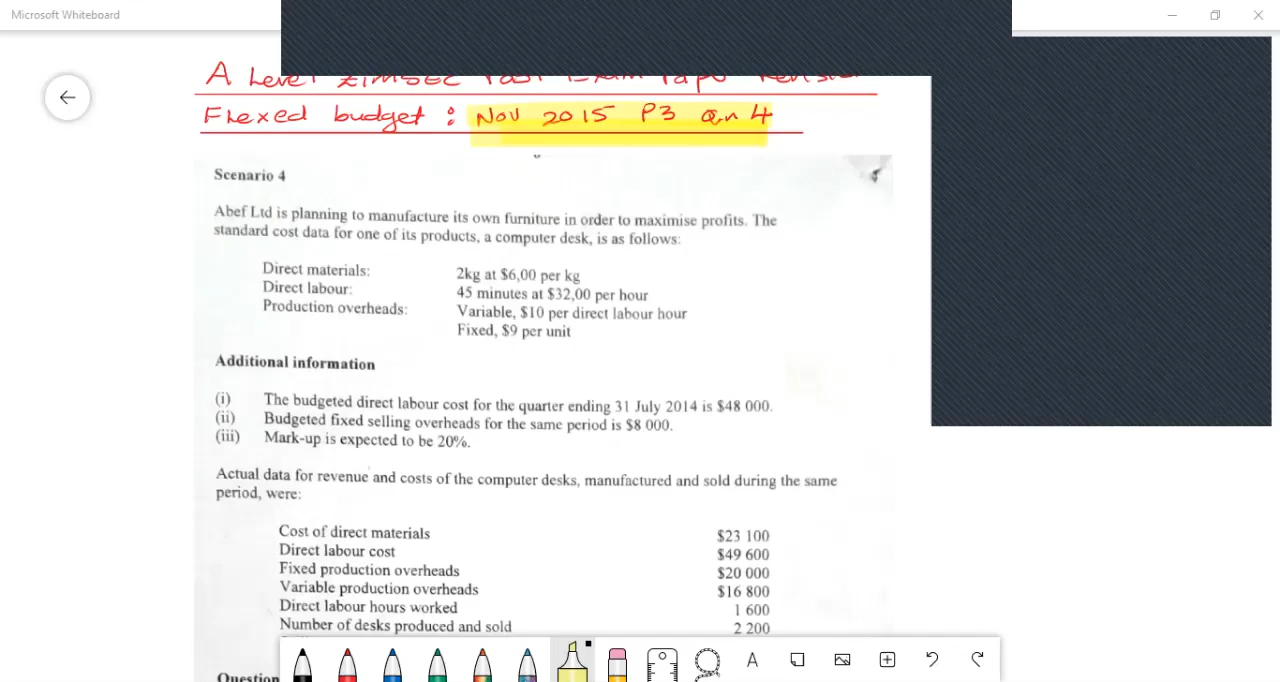 Microsoft Whiteboard
A Level ZIMSEC Past Exam Paper Revision
Flexed budget : Nov 2015 P3 Qn 4
Scenario 4
Abef Ltd is planning to manufacture its own furniture in order to maximise profits. The
standard cost data for one of its products, a computer desk, is as follows:
Direct materials: 2kg at $6,00 per kg
Direct labour: 45 minutes at $32,00 per hour
Production overheads: Variable, $10 per direct labour hour
Fixed, $9 per unit
Additional information
(i) The budgeted direct labour cost for the quarter ending 31 July 2014 is $48 000.
(ii) Budgeted fixed selling overheads for the same period is $8 000.
(iii) Mark-up is expected to be 20%.
Actual data for revenue and costs of the computer desks, manufactured and sold during the same
period, were:
Cost of direct materials $23 100
Direct labour cost $49 600
Fixed production overheads $20 000
Variable production overheads $16 800
Direct labour hours worked 1 600
Number of desks produced and sold 2 200
Question
A